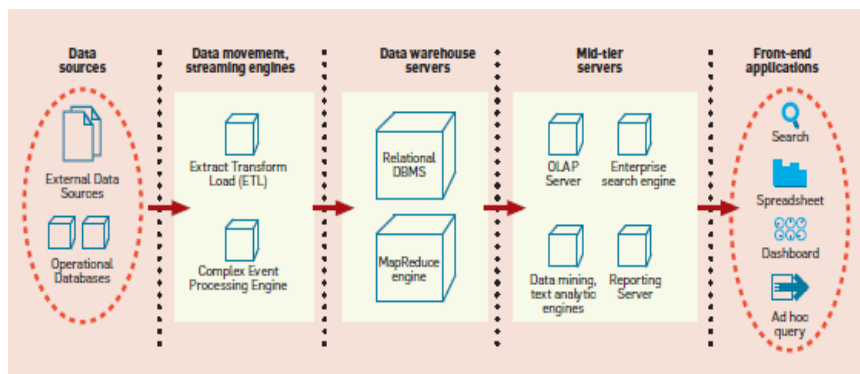 Data
sources
Data movement,
streaming engines
Data warehouse
servers
Mid-tier
servers
Front-end
applications
External Data
Sources
Operational
Databases
Extract Transform
Load (ETL)
Complex Event
Processing Engine
Relational
DBMS
MapReduce
engine
OLAP
Server
Enterprise
search engine
Data mining,
text analytic
engines
Reporting
Server
Search
Spreadsheet
Dashboard
Ad hoc
query